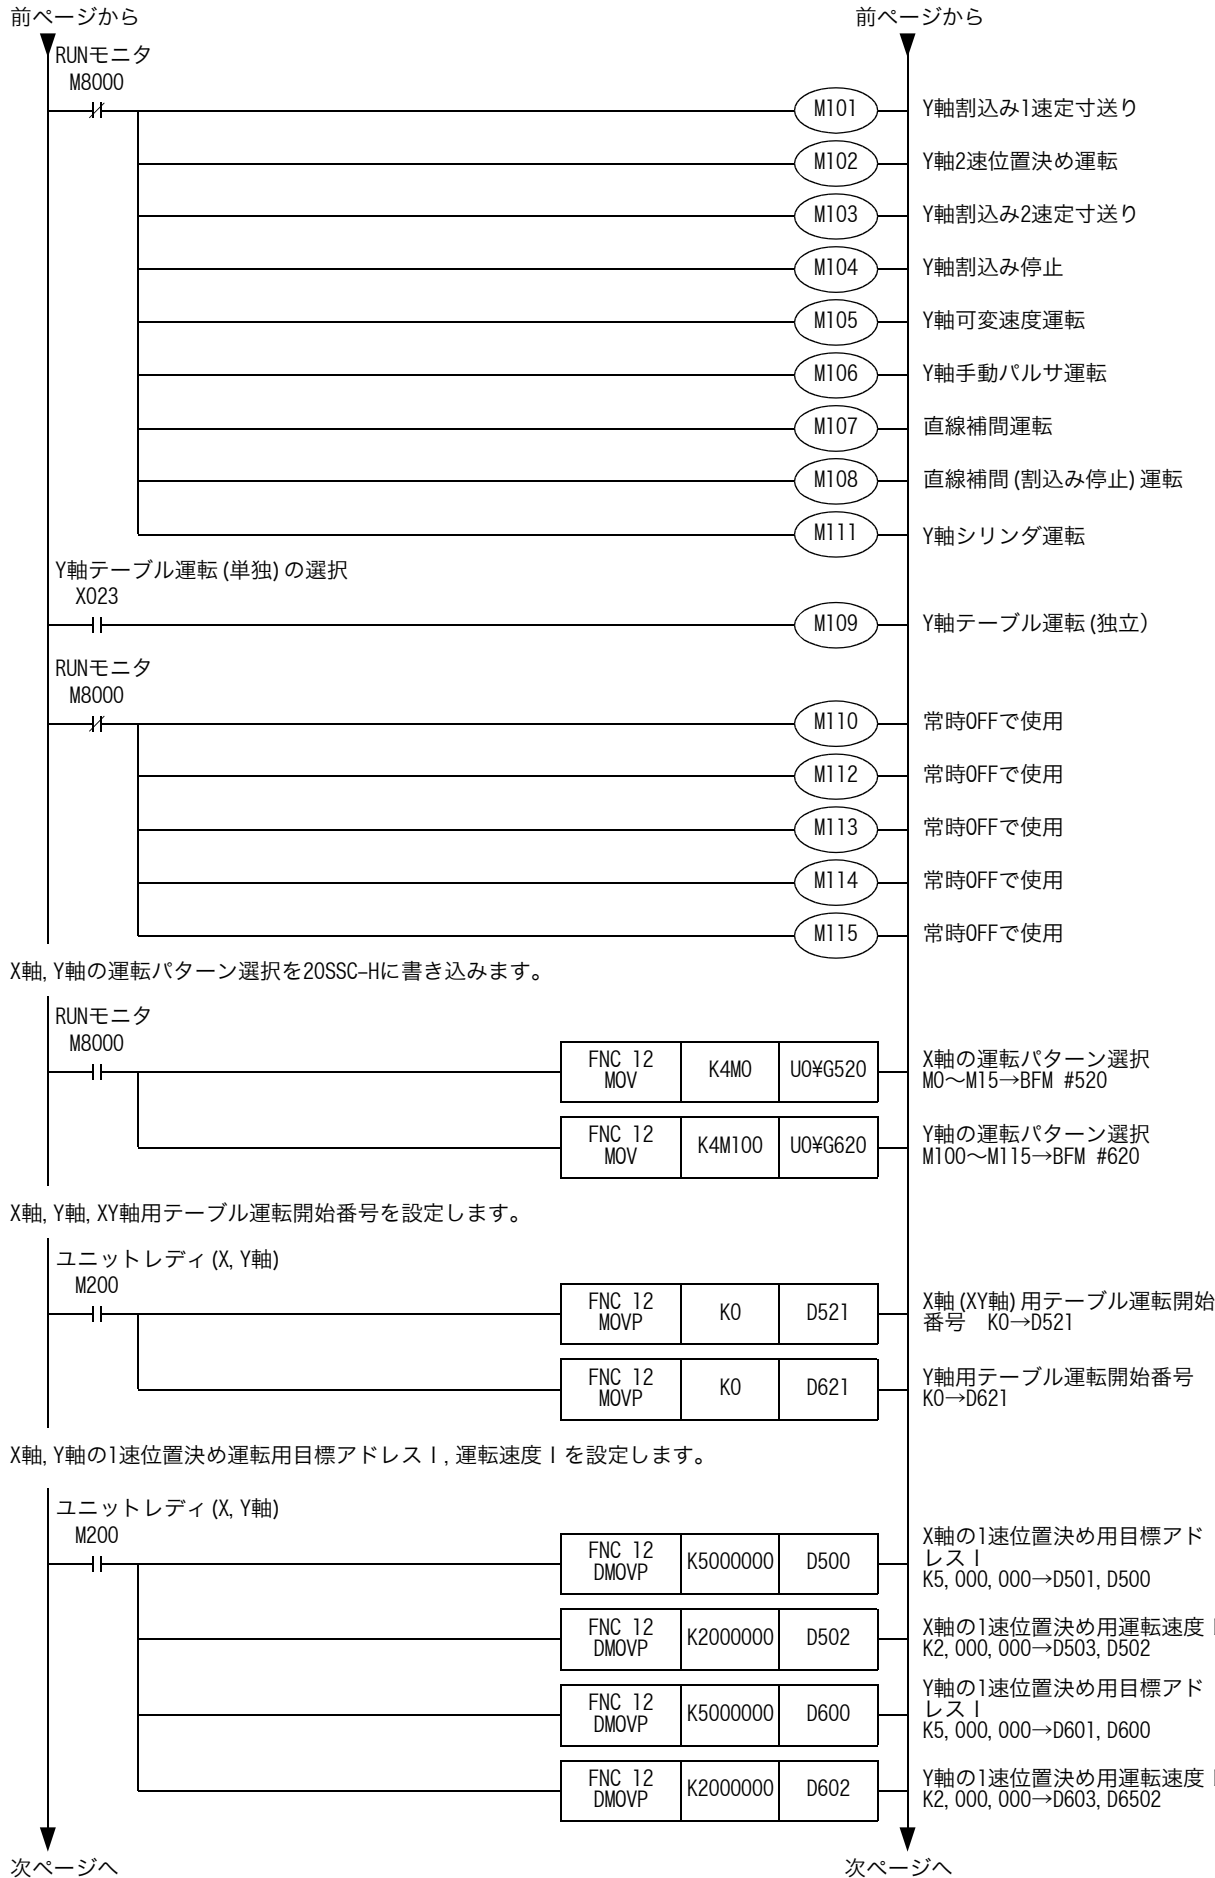 前ページから
前ページから
RUNモニタ
M8000
M101
Y軸割込み1速定寸送り
M102
Y軸2速位置決め運転
M103
Y軸割込み2速定寸送り
M104
Y軸割込み停止
M105
Y軸可変速度運転
M106
Y軸手動パルサ運転
M107
直線補間運転
M108
直線補間(割込み停止)運転
M111
Y軸シリンダ運転
Y軸テーブル運転(単独)の選択
X023
M109
Y軸テーブル運転(独立)
RUNモニタ
M8000
M110
常時OFFで使用
M112
常時OFFで使用
M113
常時OFFで使用
M114
常時OFFで使用
M115
常時OFFで使用
X軸,Y軸の運転パターン選択を20SSC-Hに書き込みます。
RUNモニタ
M8000
FNC 12
MOV
K4M0
U0¥G520
X軸の運転パターン選択
M0～M15→BFM #520
FNC 12
MOV
K4M100
U0¥G620
Y軸の運転パターン選択
M100～M115→BFM #620
X軸,Y軸,XY軸用テーブル運転開始番号を設定します。
ユニットレディ(X,Y軸)
M200
FNC 12
MOVP
K0
D521
X軸(XY軸)用テーブル運転開始
番号 K0→D521
FNC 12
MOVP
K0
D621
Y軸用テーブル運転開始番号
K0→D621
X軸,Y軸の1速位置決め運転用目標アドレスⅠ,運転速度Ⅰを設定します。
ユニットレディ(X,Y軸)
M200
FNC 12
DMOVP
K5000000
D500
X軸の1速位置決め用目標アド
レスⅠ
K5,000,000→D501,D500
FNC 12
DMOVP
K2000000
D502
X軸の1速位置決め用運転速度Ⅰ
K2,000,000→D503,D502
FNC 12
DMOVP
K5000000
D600
Y軸の1速位置決め用目標アド
レスⅠ
K5,000,000→D601,D600
FNC 12
DMOVP
K2000000
D602
Y軸の1速位置決め用運転速度Ⅰ
K2,000,000→D603,D6502
次ページへ
次ページへ